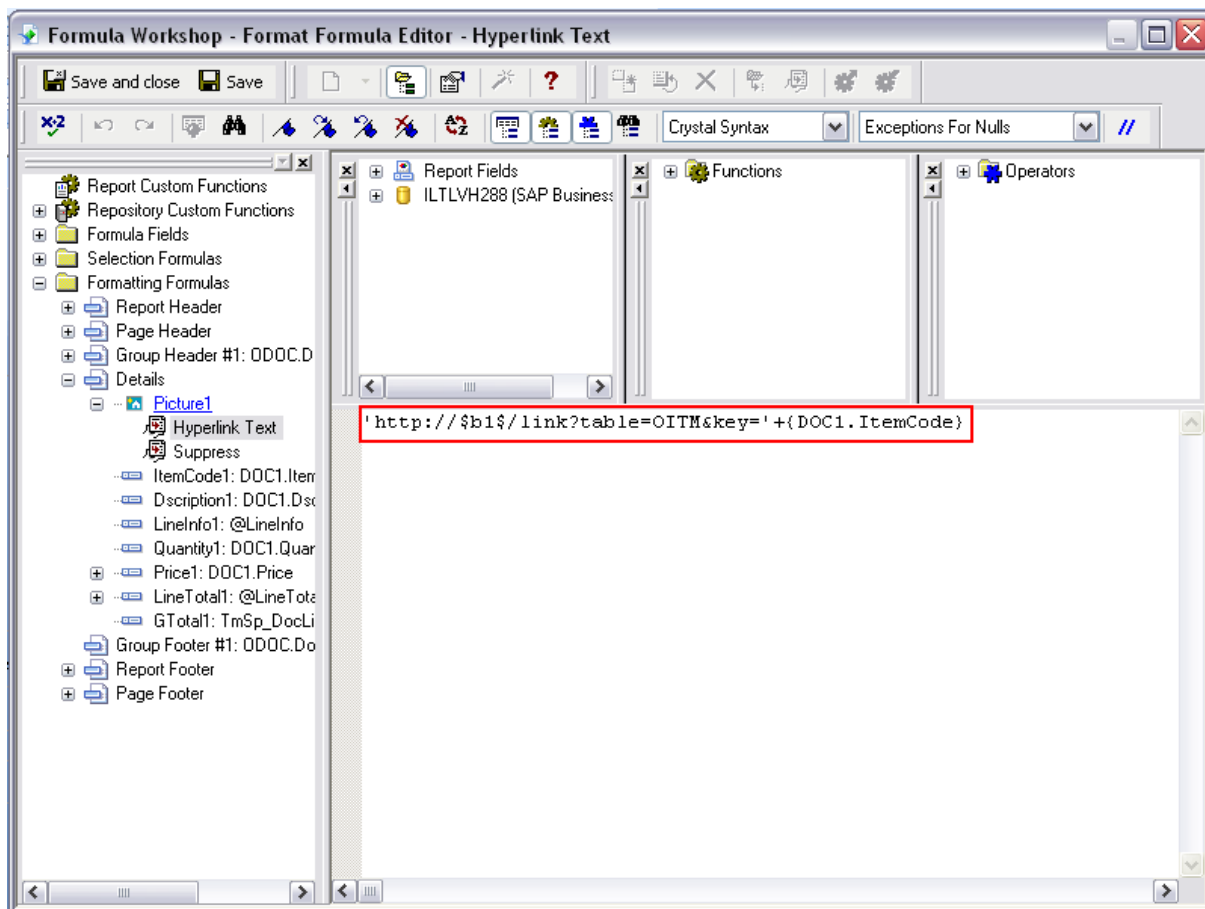 Formula Workshop - Format Formula Editor - Hyperlink Text
Save and close Save ?
x·2 A Z Crystal Syntax Exceptions For Nulls //
Report Custom Functions
Repository Custom Functions
Formula Fields
Selection Formulas
Formatting Formulas
Report Header
Page Header
Group Header #1: ODOC.D
Details
Picture1
Hyperlink Text
Suppress
ItemCode1: DOC1.Item
Dscription1: DOC1.Dsc
LineInfo1: @LineInfo
Quantity1: DOC1.Quar
Price1: DOC1.Price
LineTotal1: @LineTota
GTotal1: TmSp_DocLi
Group Footer #1: ODOC.Do
Report Footer
Page Footer
Report Fields
ILTLVH288 (SAP Business
Functions
Operators
'http://$b1$/link?table=OITM&key='+{DOC1.ItemCode}